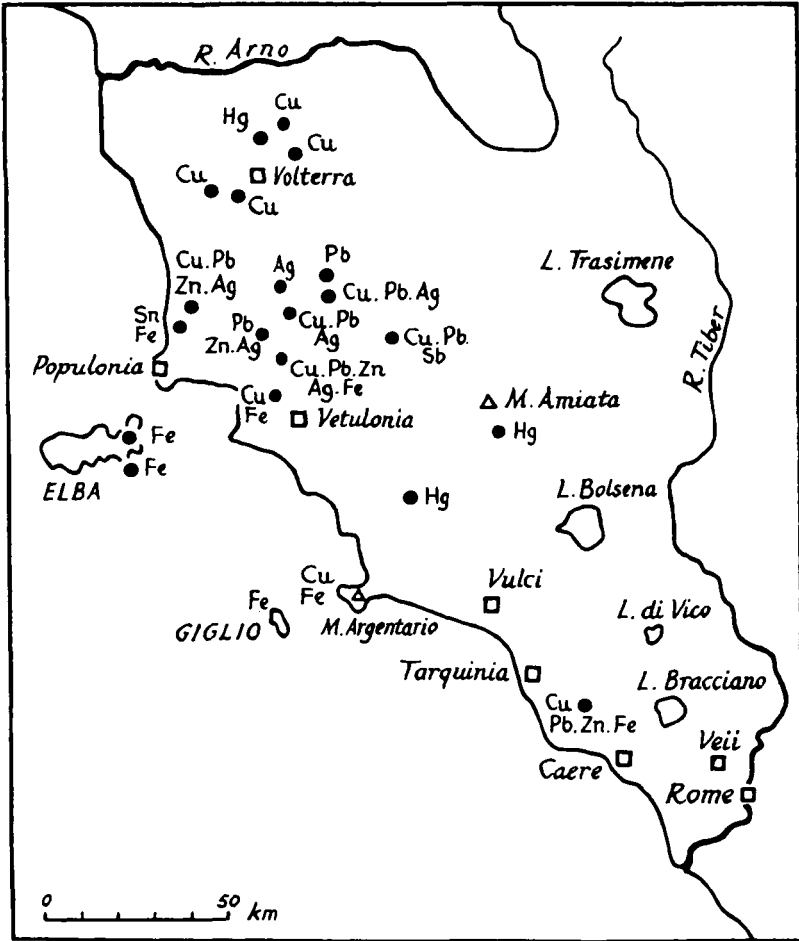 R. Arno
Cu
Hg
Cu
Cu
Volterra
Cu
L. Trasimene
Cu.Pb
Zn.Ag
Ag
Pb
Cu.Pb.Ag
Sn
Fe
Pb
Zn.Ag
Cu.Pb
Ag
Cu.Pb.
Sb
R. Tiber
Populonia
Cu.Pb.Zn
Ag.Fe
Cu
Fe
Vetulonia
M. Amiata
Hg
Fe
Fe
ELBA
Hg
L. Bolsena
Cu
Fe
Vulci
Fe
GIGLIO
M. Argentario
L. di Vico
Tarquinia
L. Bracciano
Cu
Pb.Zn.Fe
Veii
Caere
Rome
0 50 km